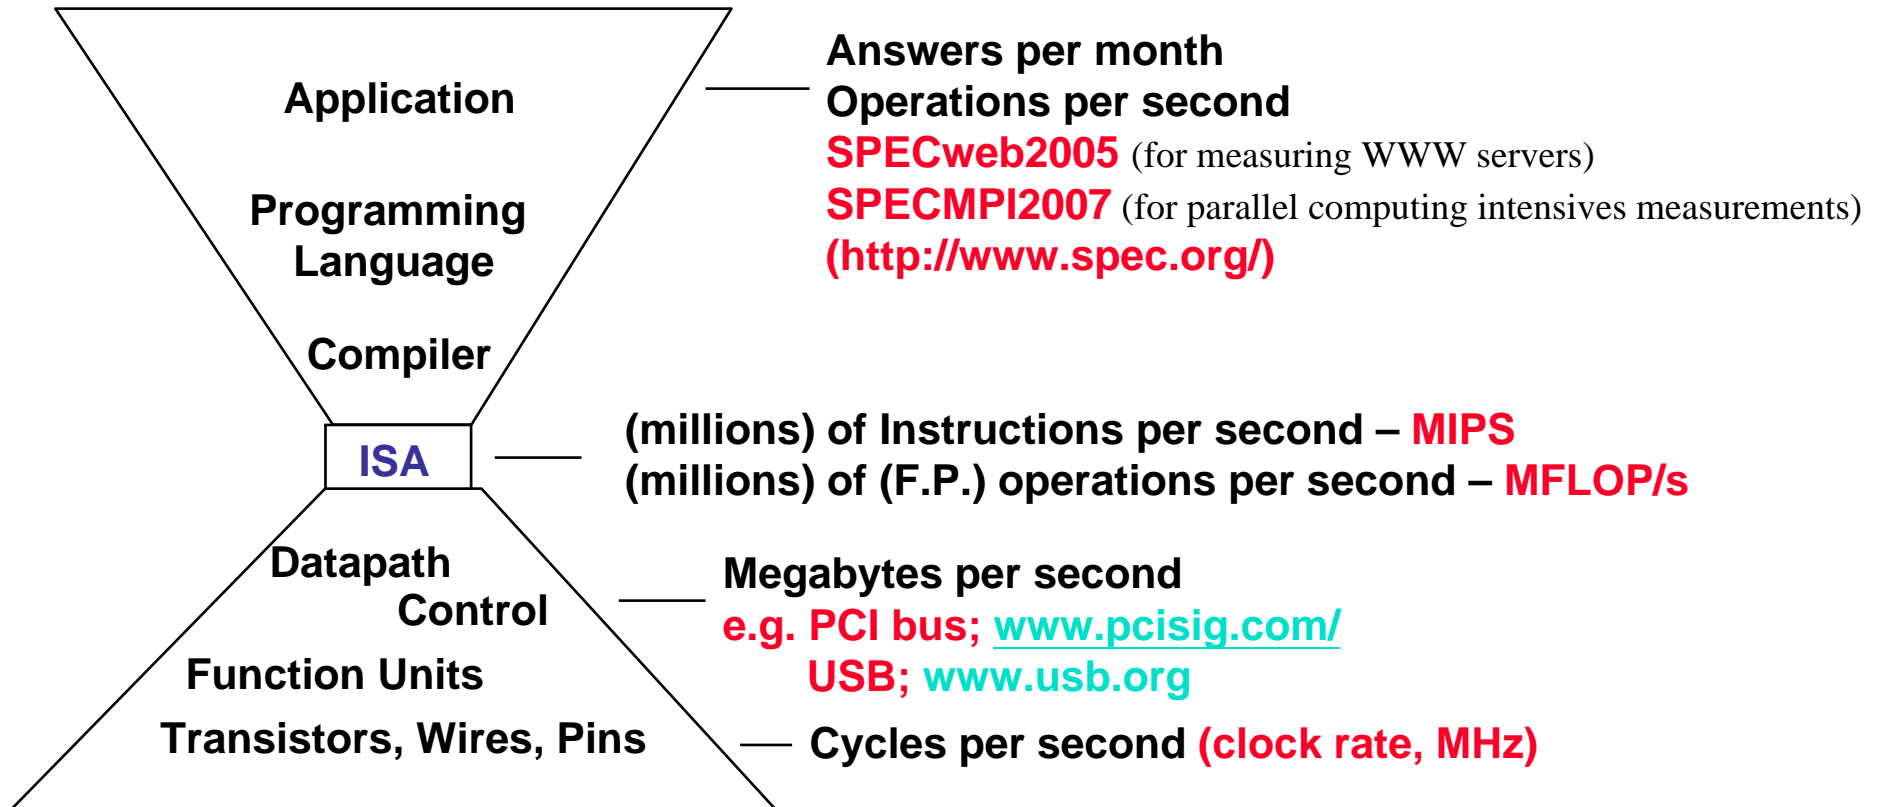 Application
Programming
Language
Compiler
ISA
Datapath
Control
Function Units
Transistors, Wires, Pins
Answers per month
Operations per second
SPECweb2005 (for measuring WWW servers)
SPECMPI2007 (for parallel computing intensives measurements)
(http://www.spec.org/)
(millions) of Instructions per second – MIPS
(millions) of (F.P.) operations per second – MFLOP/s
Megabytes per second
e.g. PCI bus; www.pcisig.com/
USB; www.usb.org
Cycles per second (clock rate, MHz)